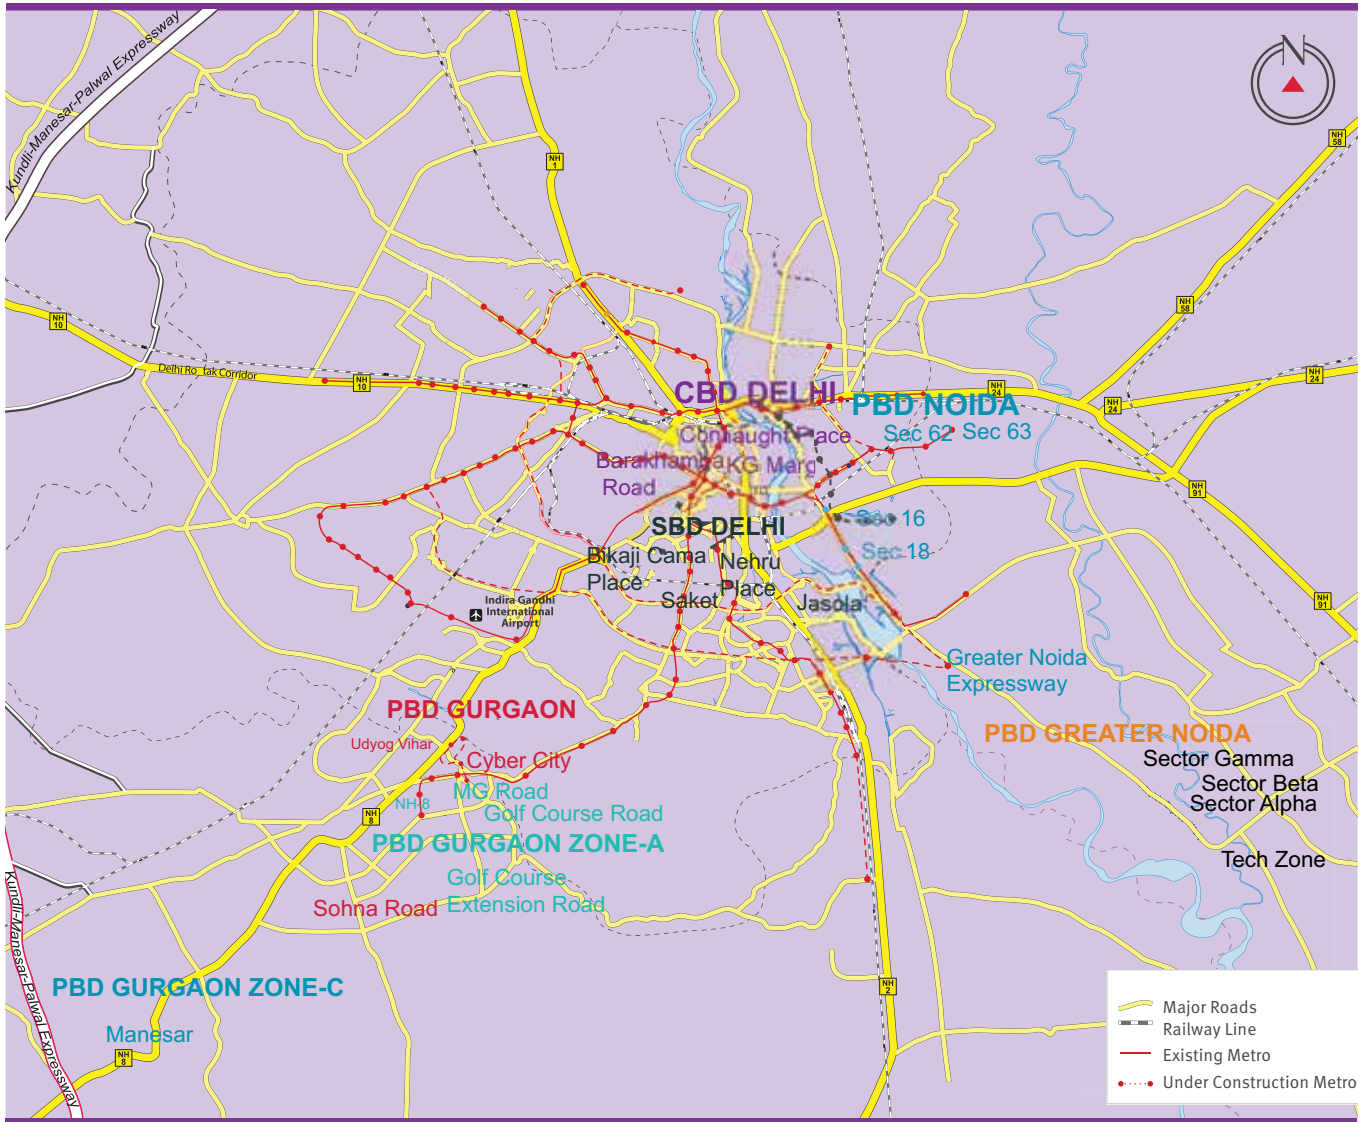 Kundli-Manesar-Palwal Expressway
N
NH
1
NH
58
NH
58
NH
10
Delhi Ro tak Corridor
NH
10
NH
24
NH
24
NH
24
CBD DELHI
PBD NOIDA
Connaught Place
Sec 62
Sec 63
Barakhamba
Road
KG Marg
NH
91
SBD DELHI
Sec 16
Sec 18
Bikaji Cama
Place
Nehru
Place
Saket
Jasola
NH
91
Indira Gandhi
International
Airport
Greater Noida
Expressway
PBD GURGAON
Udyog Vihar
Cyber City
MG Road
NH-8
Golf Course Road
NH
8
PBD GURGAON ZONE-A
Golf Course
Extension Road
Sohna Road
PBD GREATER NOIDA
Sector Gamma
Sector Beta
Sector Alpha
Tech Zone
Kundli-Manesar-Palwal Expressway
PBD GURGAON ZONE-C
Manesar
NH
8
NH
2
Major Roads
Railway Line
Existing Metro
Under Construction Metro